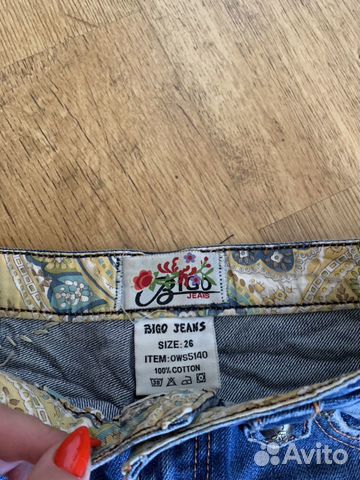 BIGO
JEANS
BIGO JEANS
SIZE: 26
ITEM:OWS5140
100%COTTON
Avito